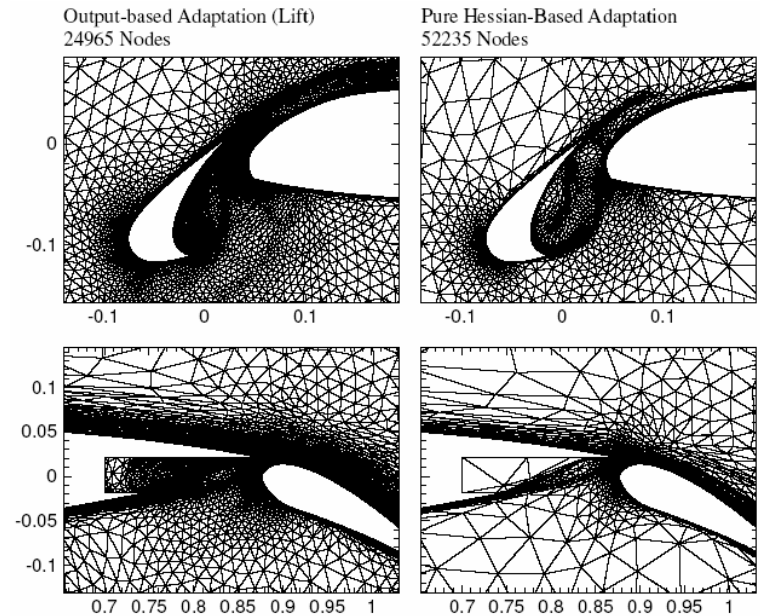 Output-based Adaptation (Lift)
24965 Nodes
Pure Hessian-Based Adaptation
52235 Nodes
0
-0.1
-0.1 0 0.1
-0.1 0 0.1
0.1
0.05
0
-0.05
-0.1
0.7 0.75 0.8 0.85 0.9 0.95 1
0.7 0.75 0.8 0.85 0.9 0.95 1